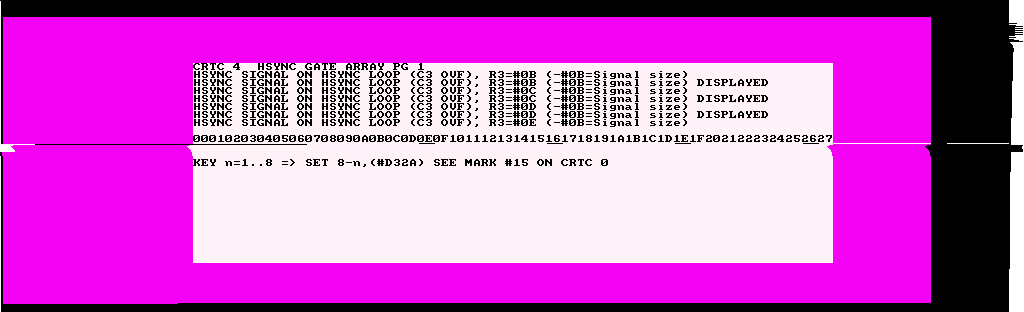 CRTC 4  HSYNC GATE ARRAY PG 1
HSYNC SIGNAL ON HSYNC LOOP (C3 OVF), R3=#0B (-#0B=Signal size)
HSYNC SIGNAL ON HSYNC LOOP (C3 OVF), R3=#0B (-#0B=Signal size) DISPLAYED
HSYNC SIGNAL ON HSYNC LOOP (C3 OVF), R3=#0C (-#0B=Signal size)
HSYNC SIGNAL ON HSYNC LOOP (C3 OVF), R3=#0C (-#0B=Signal size) DISPLAYED
HSYNC SIGNAL ON HSYNC LOOP (C3 OVF), R3=#0D (-#0B=Signal size)
HSYNC SIGNAL ON HSYNC LOOP (C3 OVF), R3=#0D (-#0B=Signal size) DISPLAYED
HSYNC SIGNAL ON HSYNC LOOP (C3 OVF), R3=#0E (-#0B=Signal size)
000102030405060708090A0B0C0D0E0F101112131415161718191A1B1C1D1E1F2021222324252627
KEY n=1..8 => SET 8-n,(#D32A) SEE MARK #15 ON CRTC 0